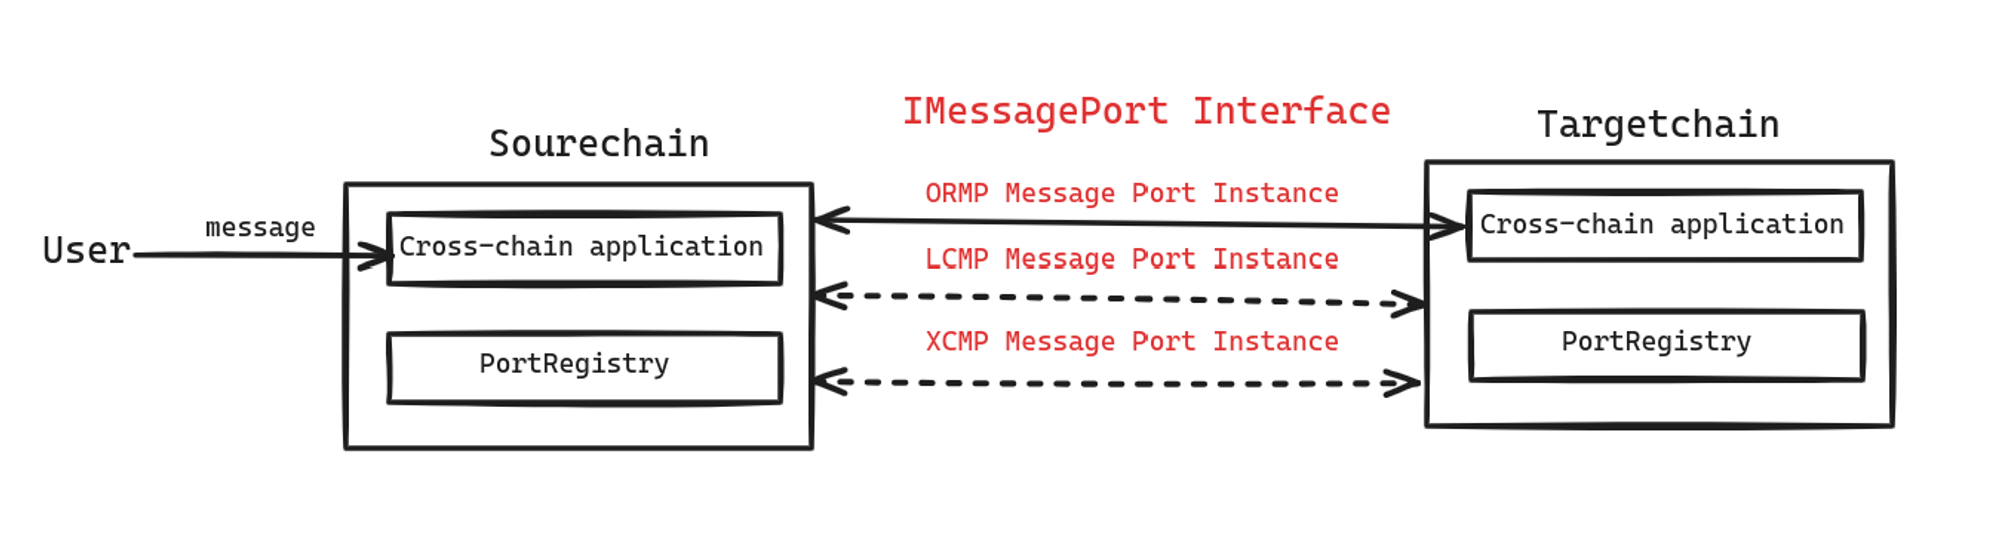 IMessagePort Interface
Sourechain
Targetchain
User
message
Cross-chain application
PortRegistry
ORMP Message Port Instance
LCMP Message Port Instance
XCMP Message Port Instance
Cross-chain application
PortRegistry